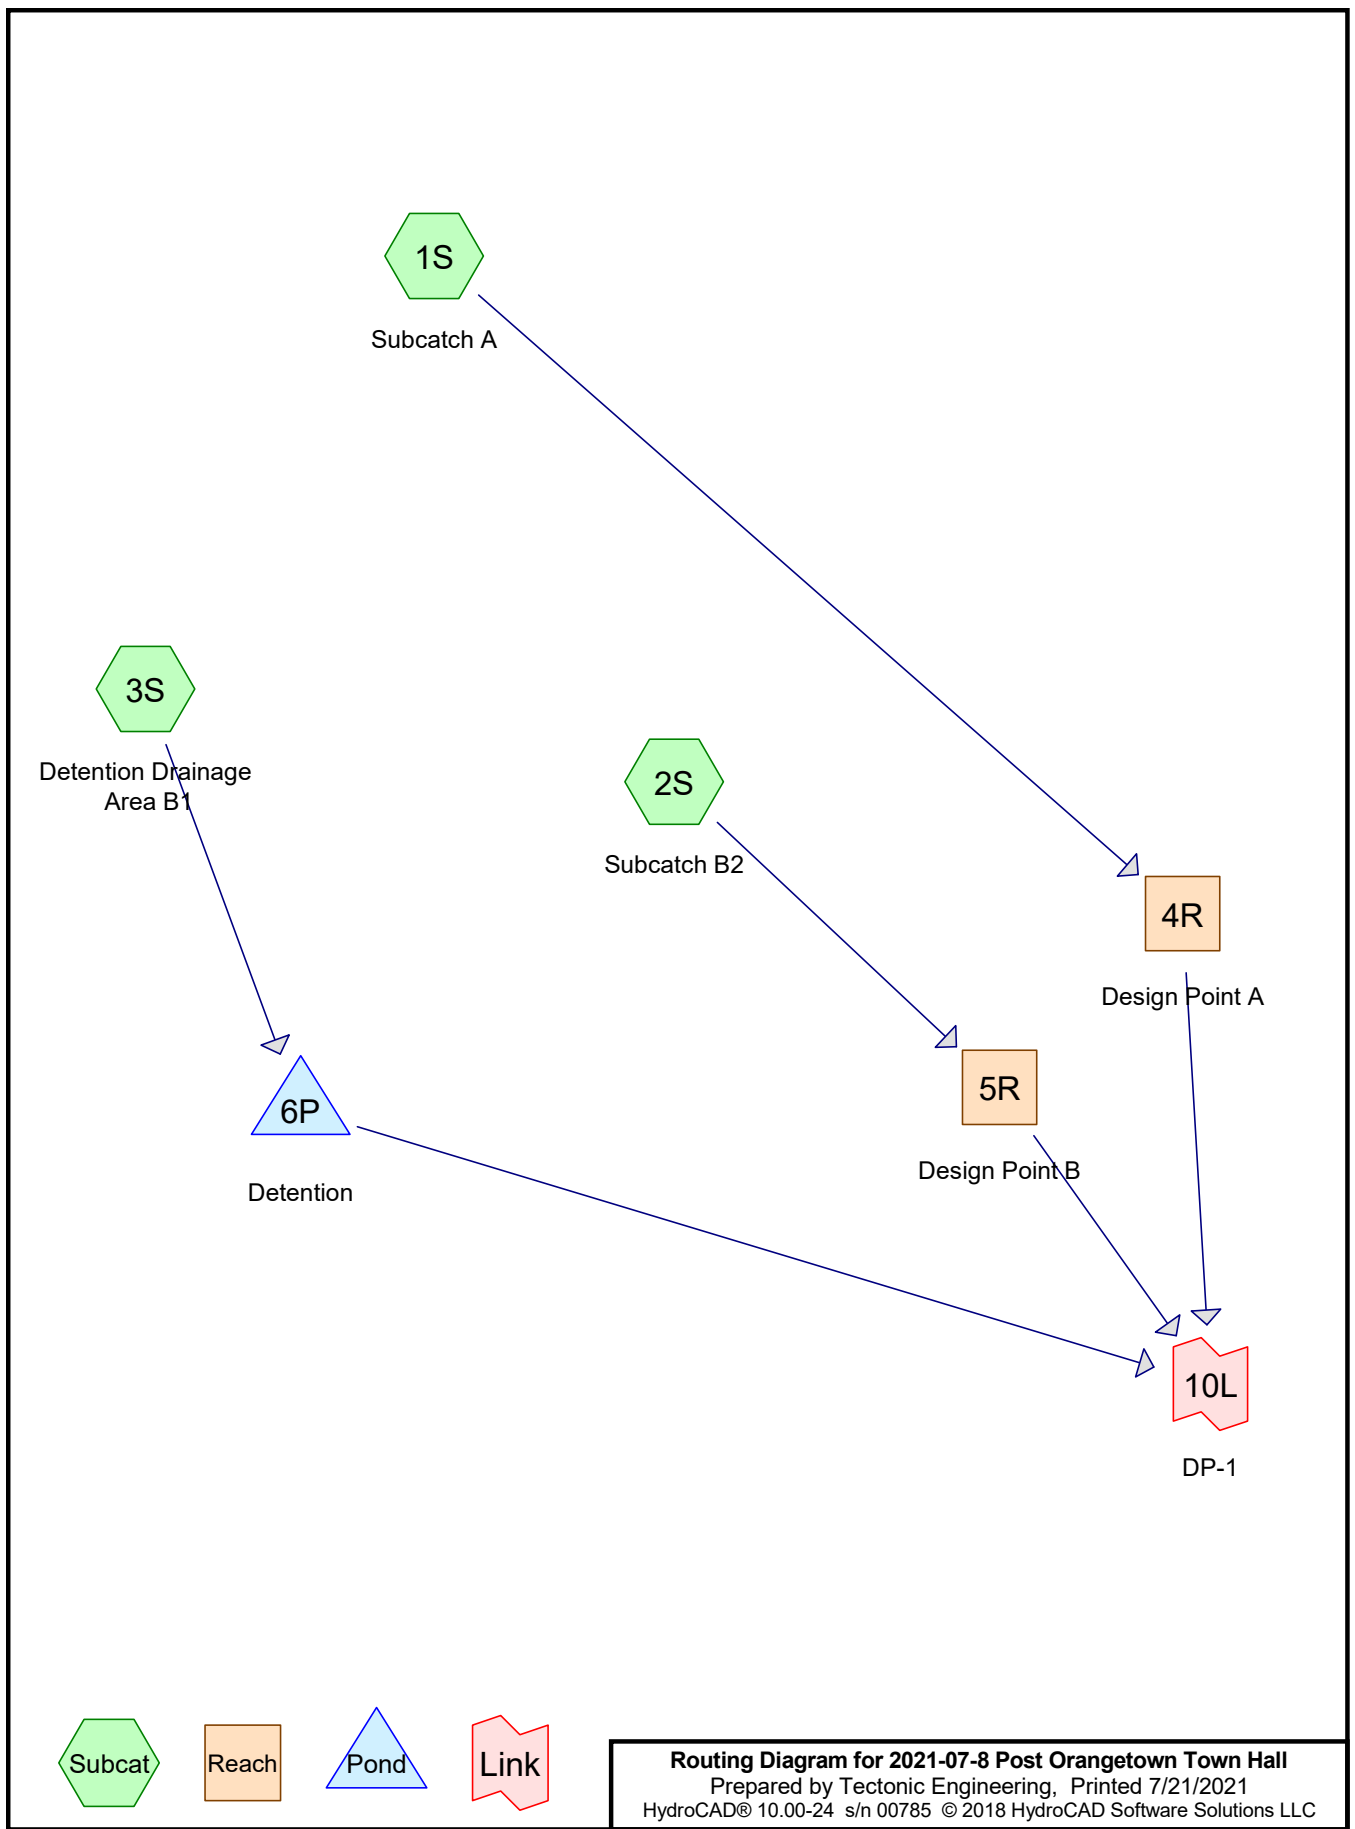 1S
Subcatch A
3S
Detention Drainage
Area B1
2S
Subcatch B2
4R
Design Point A
5R
Design Point B
6P
Detention
10L
DP-1
Subcat
Reach
Pond
Link
Routing Diagram for 2021-07-8 Post Orangetown Town Hall
Prepared by Tectonic Engineering, Printed 7/21/2021
HydroCAD® 10.00-24 s/n 00785 © 2018 HydroCAD Software Solutions LLC